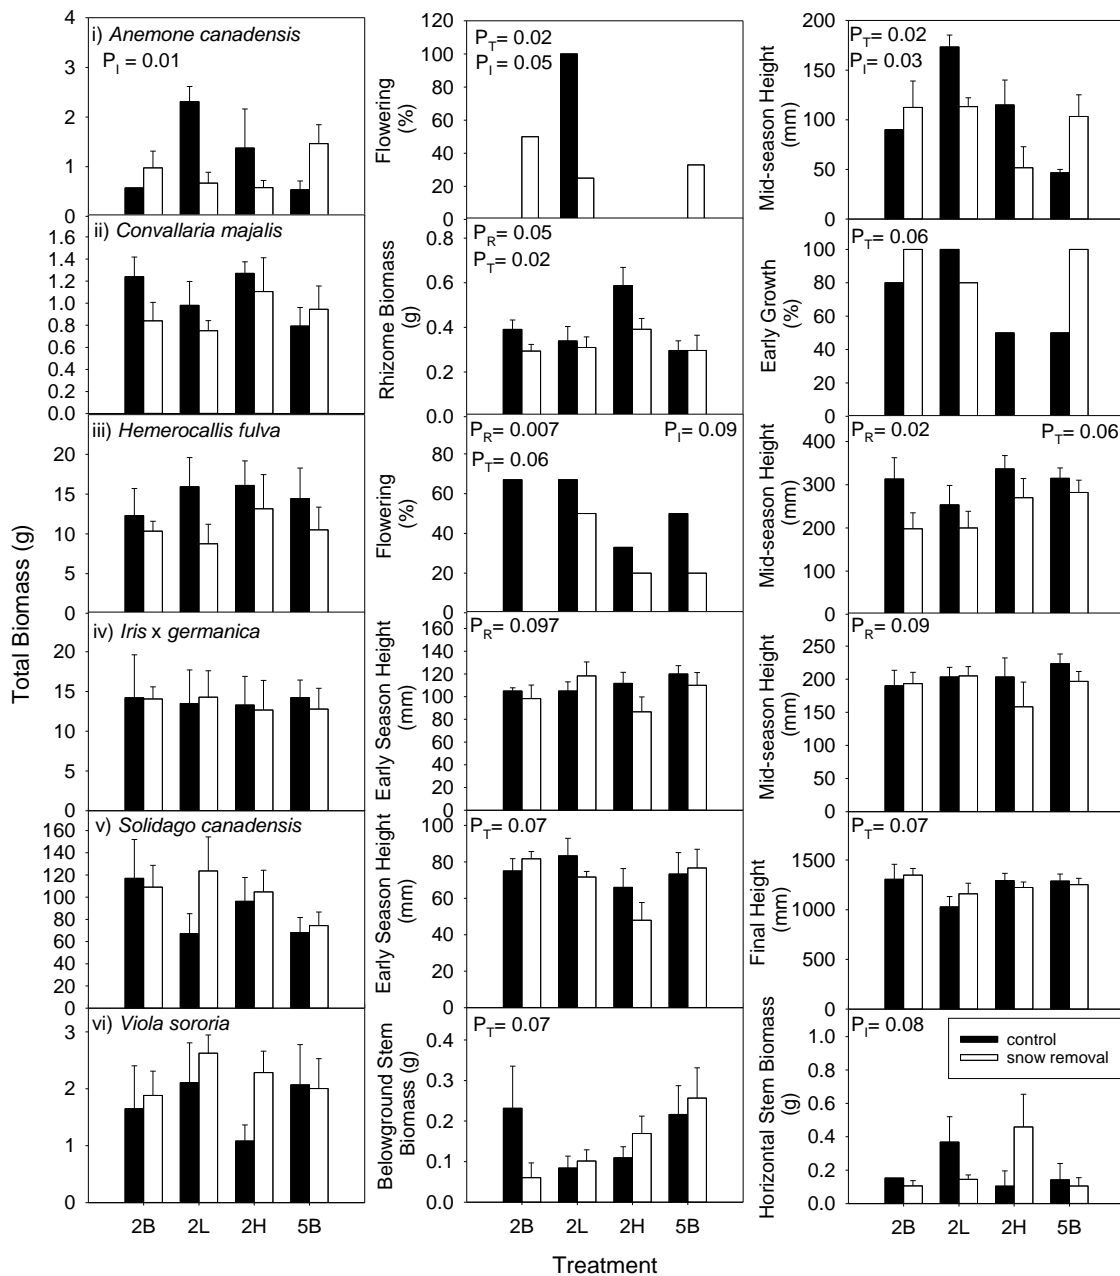 i) Anemone canadensis
P_I = 0.01
4
3
2
1
0
ii) Convallaria majalis
1.6
1.4
1.2
1.0
0.8
0.6
0.4
0.2
0.0
iii) Hemerocallis fulva
20
15
10
5
0
iv) Iris x germanica
20
15
10
5
0
v) Solidago canadensis
160
140
120
100
80
60
40
20
0
vi) Viola sororia
3
2
1
0
Total Biomass (g)
2B 2L 2H 5B
P_T= 0.02
P_I= 0.05
Flowering
(%)
120
100
80
60
40
20
0
P_R= 0.05
P_T= 0.02
Rhizome Biomass
(g)
0.8
0.6
0.4
0.2
0.0
P_R= 0.007 P_I= 0.09
P_T= 0.06
Flowering
(%)
80
60
40
20
0
P_R= 0.097
Early Season Height
(mm)
160
140
120
100
80
60
40
20
0
P_T= 0.07
Early Season Height
(mm)
100
80
60
40
20
0
P_T= 0.07
Belowground Stem
Biomass (g)
0.4
0.3
0.2
0.1
0.0
2B 2L 2H 5B
Treatment
P_T= 0.02
P_I= 0.03
Mid-season Height
(mm)
200
150
100
50
0
P_T= 0.06
Early Growth
(%)
100
80
60
40
20
0
P_R= 0.02 P_T= 0.06
Mid-season Height
(mm)
400
300
200
100
0
P_R= 0.09
Mid-season Height
(mm)
250
200
150
100
50
0
P_T= 0.07
Final Height
(mm)
1500
1000
500
0
P_I= 0.08
control
snow removal
Horizontal Stem Biomass
(g)
1.0
0.8
0.6
0.4
0.2
0.0
2B 2L 2H 5B